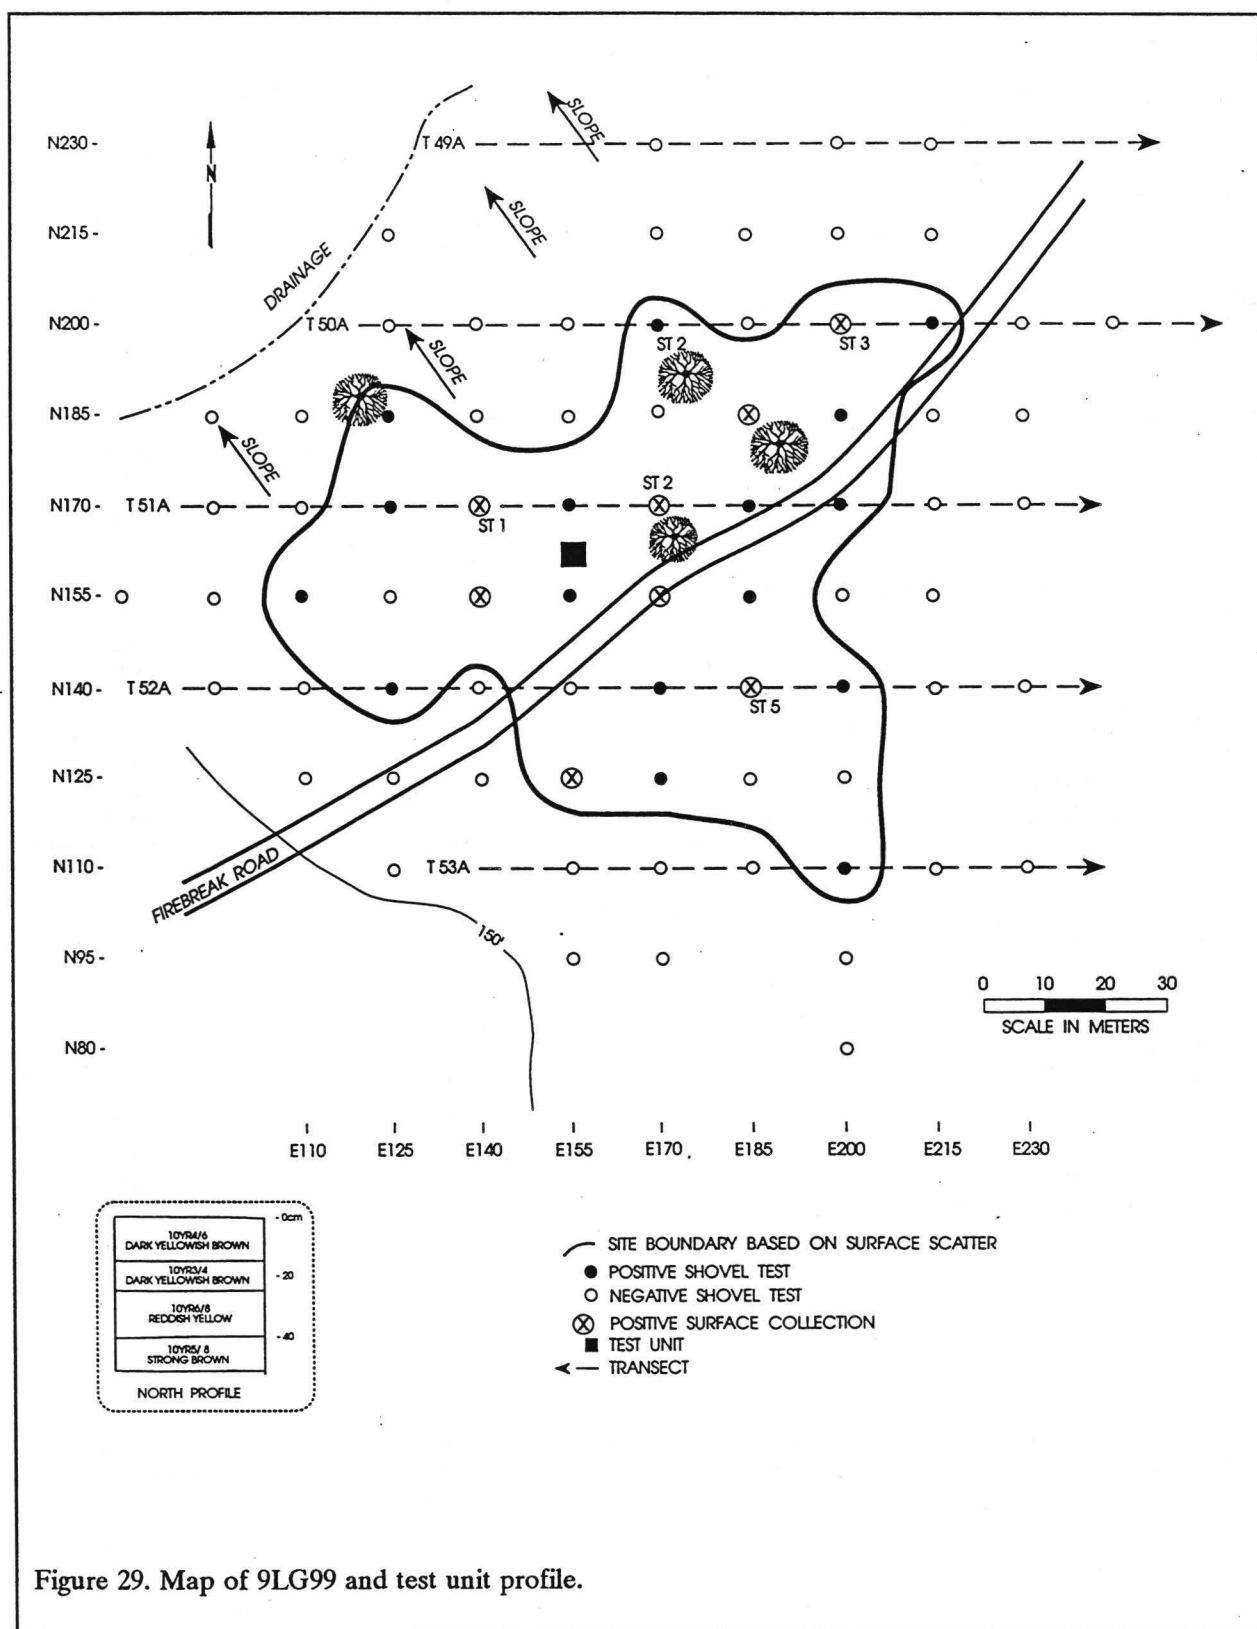 N230 -
T 49A
SLOPE
N
SLOPE
N215 -
DRAINAGE
N200 -
T 50A
ST 2
ST 3
SLOPE
N185 -
SLOPE
ST 2
N170 -
T 51A
ST 1
N155 -
N140 -
T 52A
ST 5
N125 -
N110 -
T 53A
FIREBREAK ROAD
150'
N95 -
0 10 20 30
SCALE IN METERS
N80 -
E110 E125 E140 E155 E170 E185 E200 E215 E230
- 0cm
10YR4/6
DARK YELLOWISH BROWN
10YR3/4
DARK YELLOWISH BROWN
- 20
10YR6/8
REDDISH YELLOW
- 40
10YR5/ 8
STRONG BROWN
NORTH PROFILE
SITE BOUNDARY BASED ON SURFACE SCATTER
POSITIVE SHOVEL TEST
NEGATIVE SHOVEL TEST
POSITIVE SURFACE COLLECTION
TEST UNIT
TRANSECT
Figure 29. Map of 9LG99 and test unit profile.